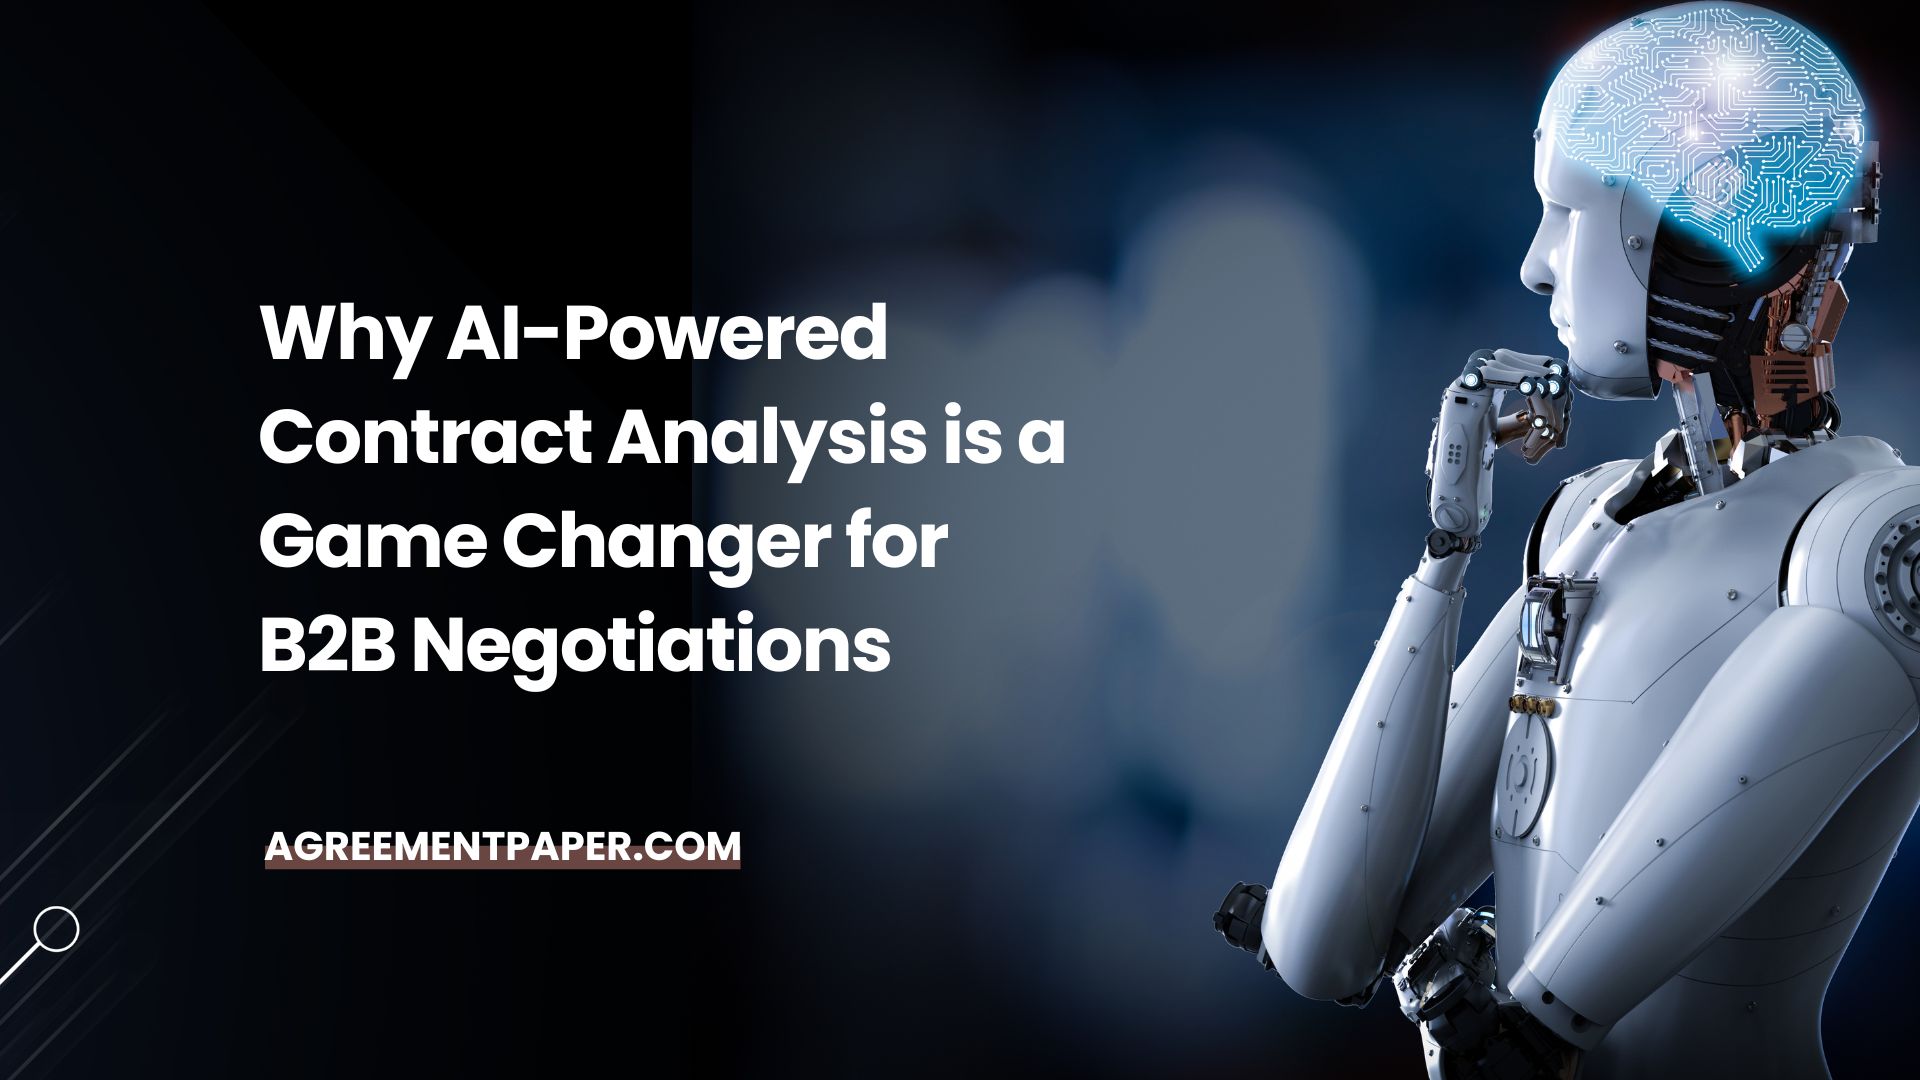 Why AI-Powered
Contract Analysis is a
Game Changer for
B2B Negotiations
AGREEMENTPAPER.COM